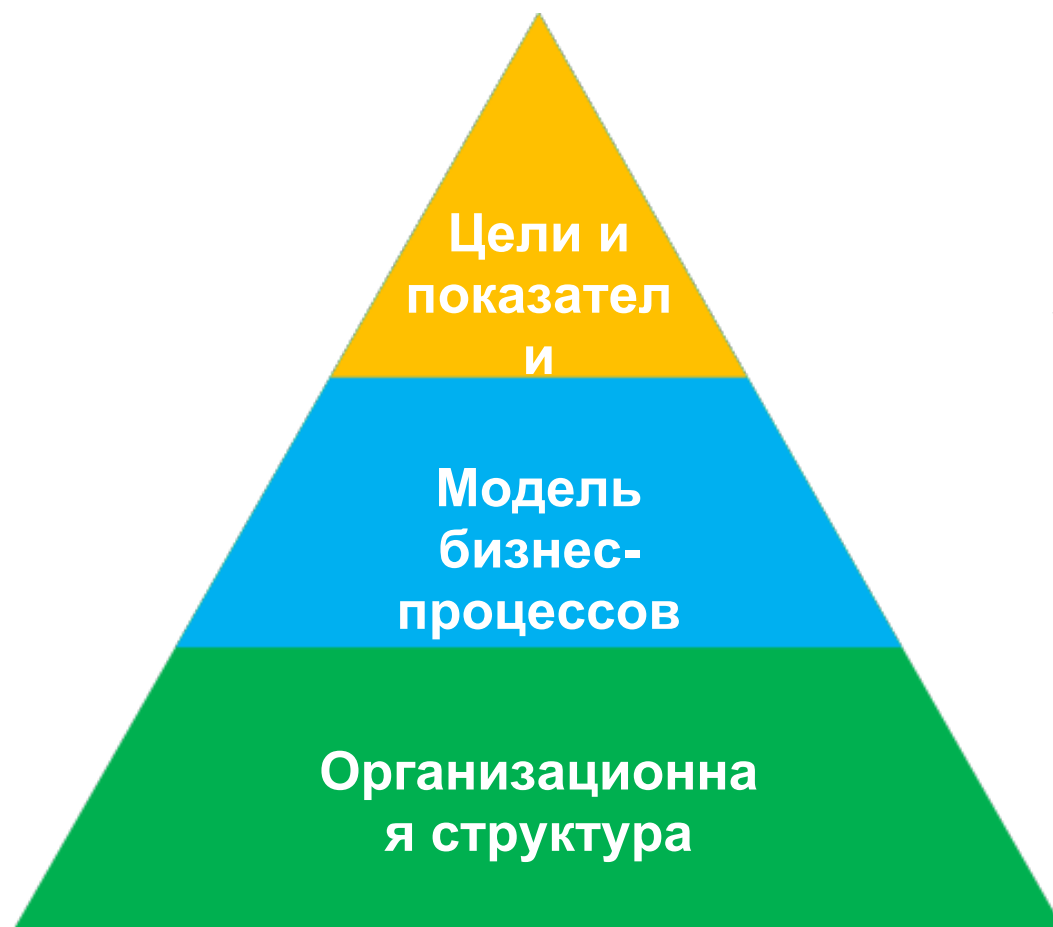 Цели и
показател
и
Модель
бизнес-
процессов
Организационна
я структура